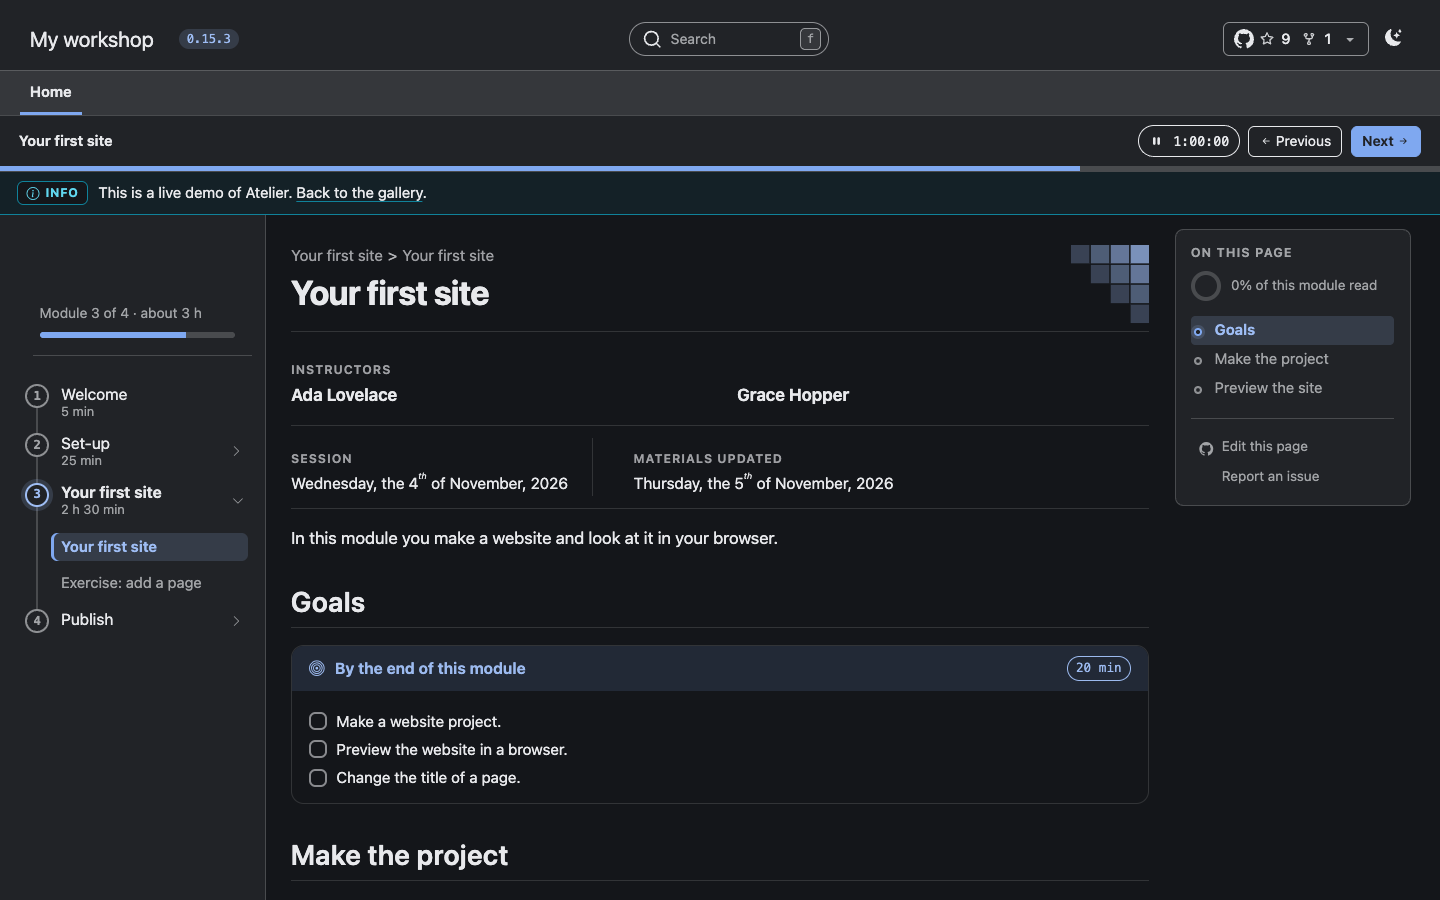 My workshop
0.15.3
Search
f
9
1
Home
Your first site
1:00:00
← Previous
Next →
INFO
This is a live demo of Atelier. Back to the gallery.
Module 3 of 4 · about 3 h
1
Welcome
5 min
2
Set-up
25 min
3
Your first site
2 h 30 min
Your first site
Exercise: add a page
4
Publish
Your first site > Your first site
Your first site
INSTRUCTORS
Ada Lovelace
Grace Hopper
SESSION
Wednesday, the 4th of November, 2026
MATERIALS UPDATED
Thursday, the 5th of November, 2026
In this module you make a website and look at it in your browser.
Goals
By the end of this module
20 min
Make a website project.
Preview the website in a browser.
Change the title of a page.
Make the project
ON THIS PAGE
0% of this module read
Goals
Make the project
Preview the site
Edit this page
Report an issue